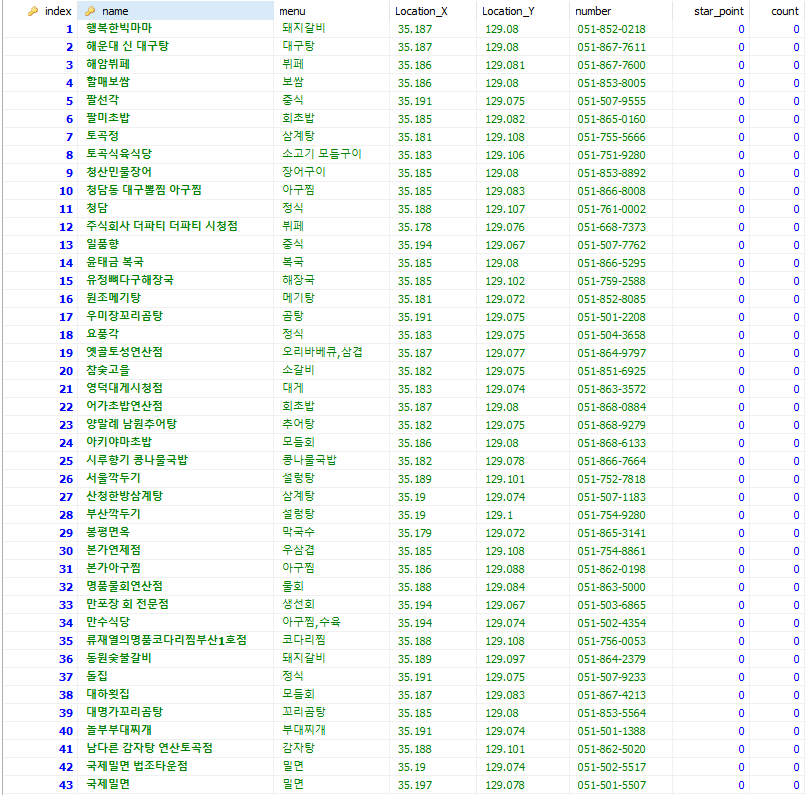 index name menu Location_X Location_Y number star_point count
1 행복한빅마마 돼지갈비 35.187 129.08 051-852-0218 0 0
2 해운대 신 대구탕 대구탕 35.187 129.08 051-867-7611 0 0
3 해암뷔페 뷔페 35.186 129.081 051-867-7600 0 0
4 할매보쌈 보쌈 35.186 129.08 051-853-8005 0 0
5 팔선각 중식 35.191 129.075 051-507-9555 0 0
6 팔미초밥 회초밥 35.185 129.082 051-865-0160 0 0
7 토곡정 삼계탕 35.181 129.108 051-755-5666 0 0
8 토곡식육식당 소고기 모듬구이 35.183 129.106 051-751-9280 0 0
9 청산민물장어 장어구이 35.185 129.08 051-853-8892 0 0
10 청담동 대구뽈찜 아구찜 아구찜 35.185 129.083 051-866-8008 0 0
11 청담 정식 35.188 129.107 051-761-0002 0 0
12 주식회사 더파티 더파티 시청점 뷔페 35.178 129.076 051-668-7373 0 0
13 일품향 중식 35.194 129.067 051-507-7762 0 0
14 윤태금 복국 복국 35.185 129.08 051-866-5295 0 0
15 유정뼈다구해장국 해장국 35.185 129.102 051-759-2588 0 0
16 원조메기탕 메기탕 35.181 129.072 051-852-8085 0 0
17 우미장꼬리곰탕 곰탕 35.191 129.075 051-501-2208 0 0
18 요풍각 정식 35.183 129.075 051-504-3658 0 0
19 옛골토성연산점 오리바베큐,삼겹 35.187 129.077 051-864-9797 0 0
20 참숯고을 소갈비 35.182 129.075 051-851-6925 0 0
21 영덕대게시청점 대게 35.183 129.074 051-863-3572 0 0
22 어가초밥연산점 회초밥 35.187 129.08 051-868-0884 0 0
23 양말례 남원추어탕 추어탕 35.182 129.075 051-868-9279 0 0
24 아키야마초밥 모듬회 35.186 129.08 051-868-6133 0 0
25 시루향기 콩나물국밥 콩나물국밥 35.182 129.078 051-866-7664 0 0
26 서울깍두기 설렁탕 35.189 129.101 051-752-7818 0 0
27 산청한방삼계탕 삼계탕 35.19 129.074 051-507-1183 0 0
28 부산깍두기 설렁탕 35.19 129.1 051-754-9280 0 0
29 봉평면옥 막국수 35.179 129.072 051-865-3141 0 0
30 본가연제점 우삼겹 35.185 129.108 051-754-8861 0 0
31 본가아구찜 아구찜 35.186 129.088 051-862-0198 0 0
32 명품물회연산점 물회 35.188 129.084 051-863-5000 0 0
33 만포장 회 전문점 생선회 35.194 129.067 051-503-6865 0 0
34 만수식당 아구찜,수육 35.194 129.074 051-502-4354 0 0
35 류재열의명품코다리찜부산1호점 코다리찜 35.188 129.108 051-756-0053 0 0
36 동원숯불갈비 돼지갈비 35.189 129.097 051-864-2379 0 0
37 돌집 정식 35.191 129.075 051-507-9233 0 0
38 대하횟집 모듬회 35.187 129.083 051-867-4213 0 0
39 대명가꼬리곰탕 꼬리곰탕 35.185 129.08 051-853-5564 0 0
40 놀부부대찌개 부대찌개 35.191 129.074 051-501-1388 0 0
41 남다른 감자탕 연산토곡점 감자탕 35.188 129.101 051-862-5020 0 0
42 국제밀면 법조타운점 밀면 35.19 129.074 051-502-5517 0 0
43 국제밀면 밀면 35.197 129.078 051-501-5507 0 0